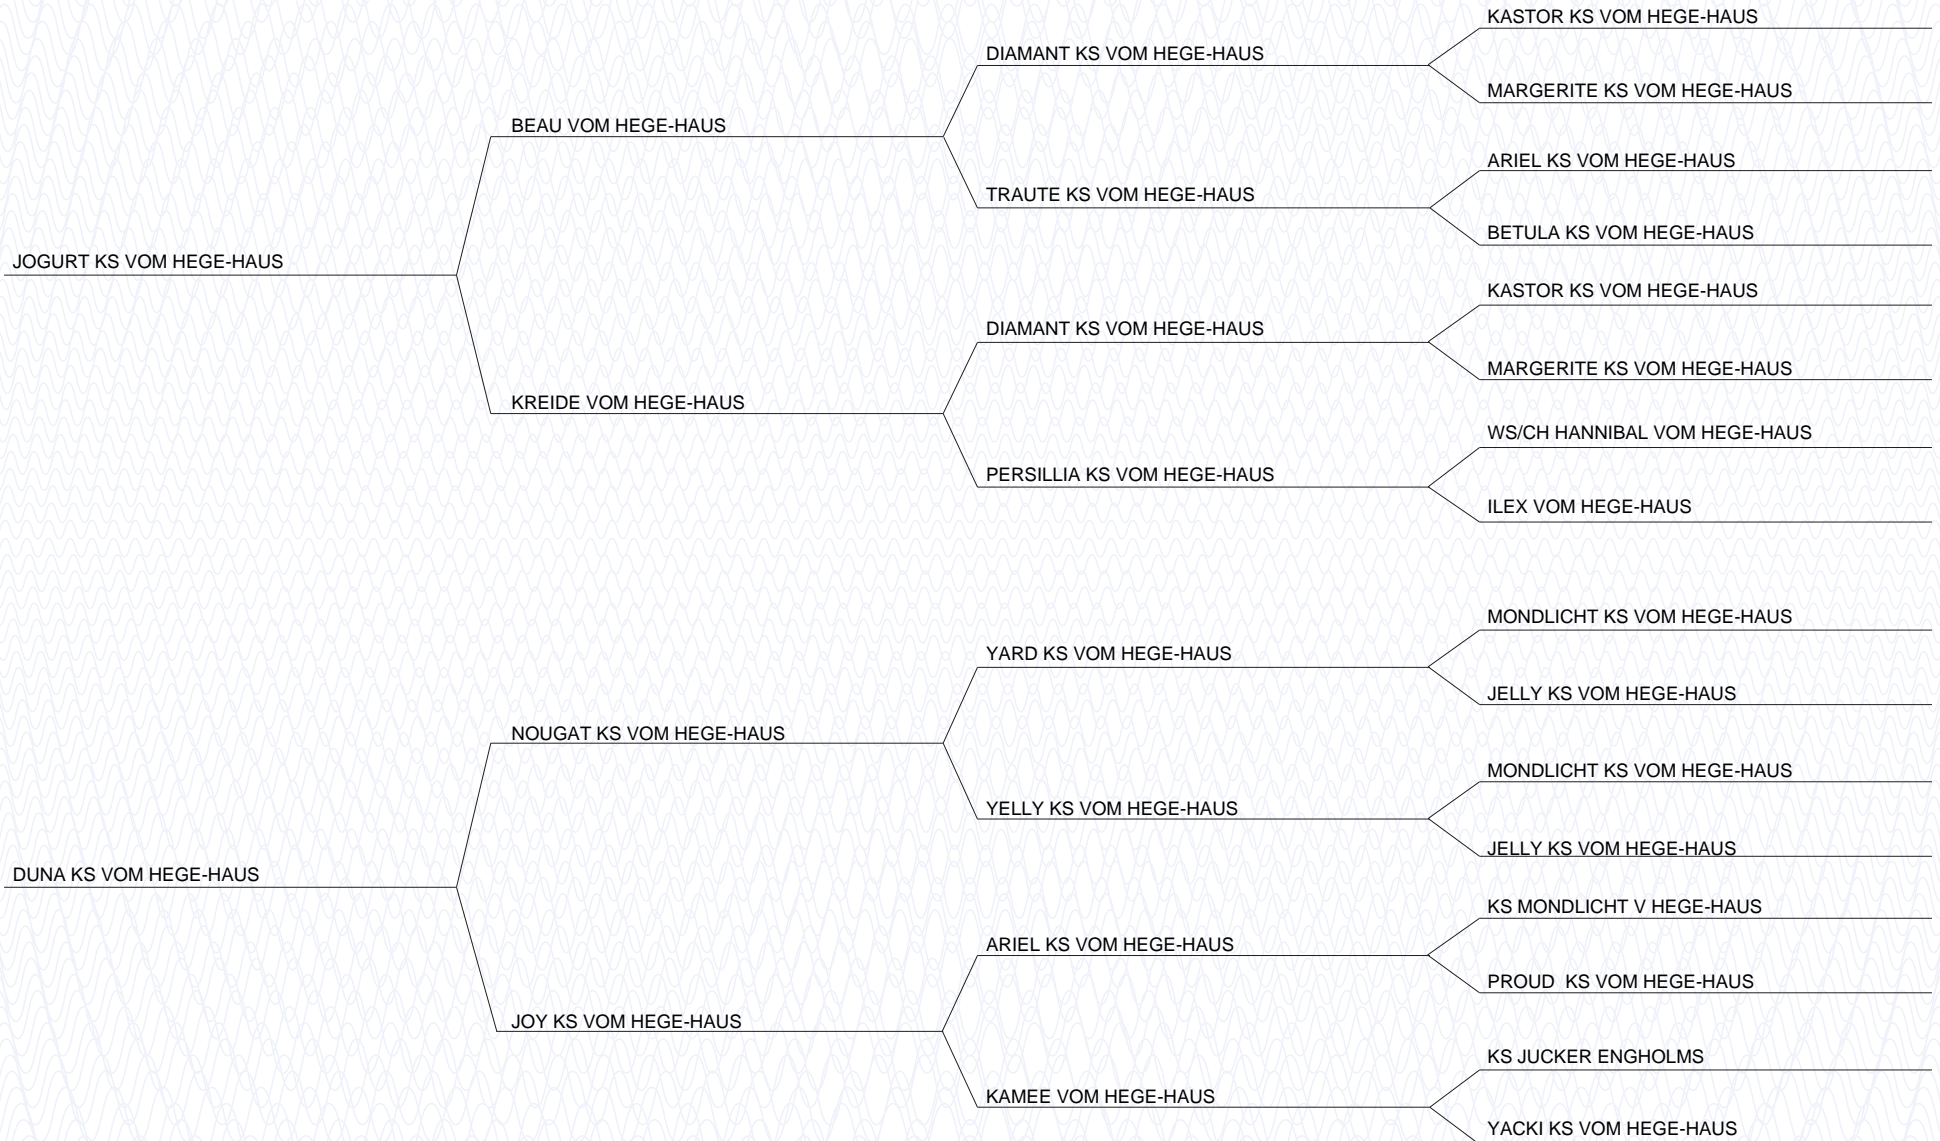 KASTOR KS VOM HEGE-HAUS
DIAMANT KS VOM HEGE-HAUS
MARGERITE KS VOM HEGE-HAUS
BEAU VOM HEGE-HAUS
ARIEL KS VOM HEGE-HAUS
TRAUTE KS VOM HEGE-HAUS
BETULA KS VOM HEGE-HAUS
JOGURT KS VOM HEGE-HAUS
KASTOR KS VOM HEGE-HAUS
DIAMANT KS VOM HEGE-HAUS
MARGERITE KS VOM HEGE-HAUS
KREIDE VOM HEGE-HAUS
WS/CH HANNIBAL VOM HEGE-HAUS
PERSILLIA KS VOM HEGE-HAUS
ILEX VOM HEGE-HAUS
MONDLICHT KS VOM HEGE-HAUS
YARD KS VOM HEGE-HAUS
JELLY KS VOM HEGE-HAUS
NOUGAT KS VOM HEGE-HAUS
MONDLICHT KS VOM HEGE-HAUS
YELLY KS VOM HEGE-HAUS
JELLY KS VOM HEGE-HAUS
DUNA KS VOM HEGE-HAUS
KS MONDLICHT V HEGE-HAUS
ARIEL KS VOM HEGE-HAUS
PROUD  KS VOM HEGE-HAUS
JOY KS VOM HEGE-HAUS
KS JUCKER ENGHOLMS
KAMEE VOM HEGE-HAUS
YACKI KS VOM HEGE-HAUS